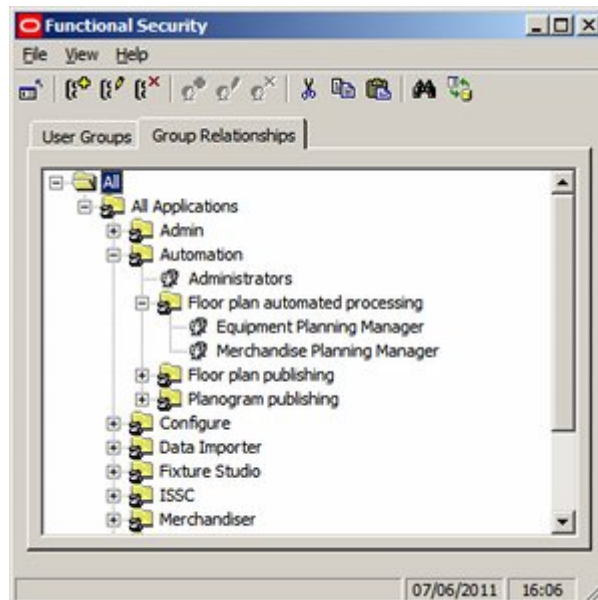 Functional Security
File View Help
User Groups Group Relationships
All
All Applications
Admin
Automation
Administrators
Floor plan automated processing
Equipment Planning Manager
Merchandise Planning Manager
Floor plan publishing
Planogram publishing
Configure
Data Importer
Fixture Studio
ISSC
Merchandiser
07/06/2011 16:06